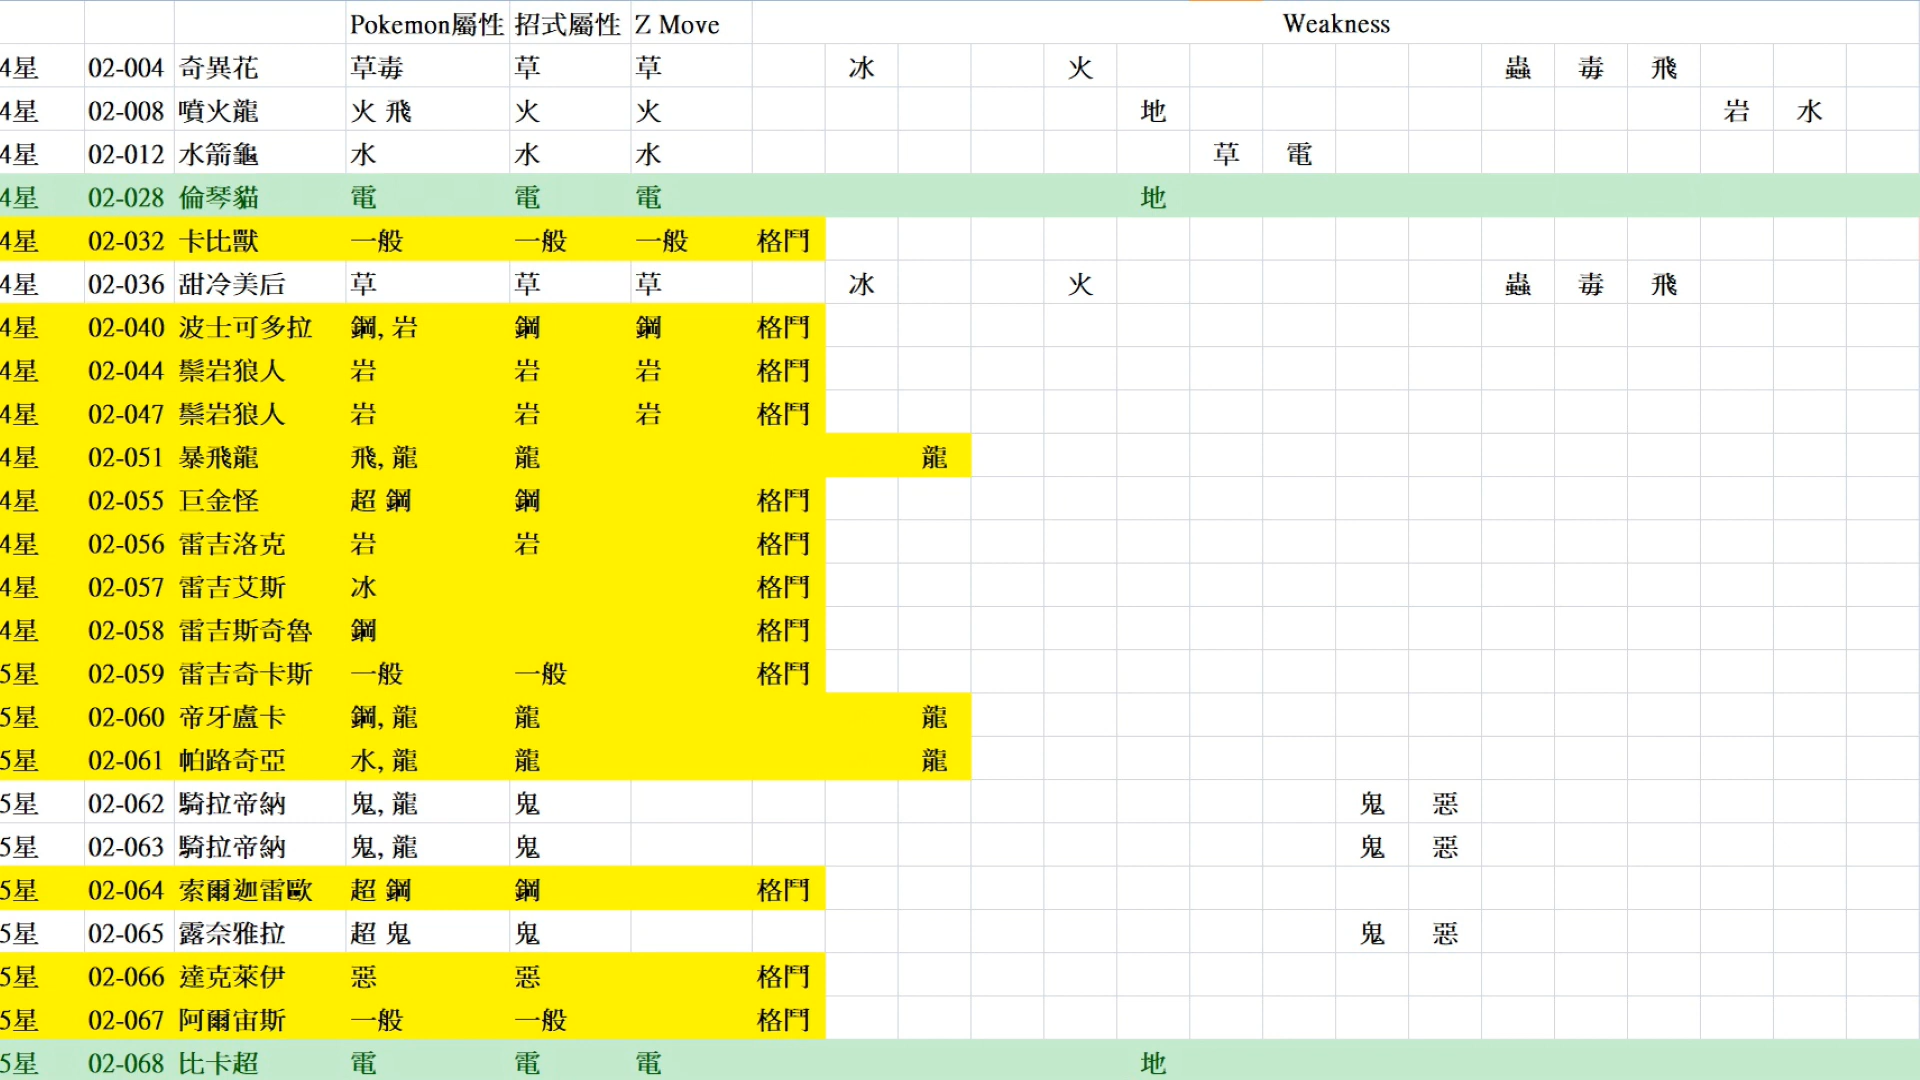 Pokemon屬性 招式屬性 Z Move Weakness
4星 02-004 奇異花 草毒 草 草 冰 火 蟲 毒 飛
4星 02-008 噴火龍 火 飛 火 火 地 岩 水
4星 02-012 水箭龜 水 水 水 草 電
4星 02-028 倫琴貓 電 電 電 地
4星 02-032 卡比獸 一般 一般 一般 格鬥
4星 02-036 甜冷美后 草 草 草 冰 火 蟲 毒 飛
4星 02-040 波士可多拉 鋼, 岩 鋼 鋼 格鬥
4星 02-044 鬃岩狼人 岩 岩 岩 格鬥
4星 02-047 鬃岩狼人 岩 岩 岩 格鬥
4星 02-051 暴飛龍 飛, 龍 龍 龍
4星 02-055 巨金怪 超 鋼 鋼 格鬥
4星 02-056 雷吉洛克 岩 岩 格鬥
4星 02-057 雷吉艾斯 冰 格鬥
4星 02-058 雷吉斯奇魯 鋼 格鬥
5星 02-059 雷吉奇卡斯 一般 一般 格鬥
5星 02-060 帝牙盧卡 鋼, 龍 龍 龍
5星 02-061 帕路奇亞 水, 龍 龍 龍
5星 02-062 騎拉帝納 鬼, 龍 鬼 鬼 惡
5星 02-063 騎拉帝納 鬼, 龍 鬼 鬼 惡
5星 02-064 索爾迦雷歐 超 鋼 鋼 格鬥
5星 02-065 露奈雅拉 超 鬼 鬼 鬼 惡
5星 02-066 達克萊伊 惡 惡 格鬥
5星 02-067 阿爾宙斯 一般 一般 格鬥
5星 02-068 比卡超 電 電 電 地